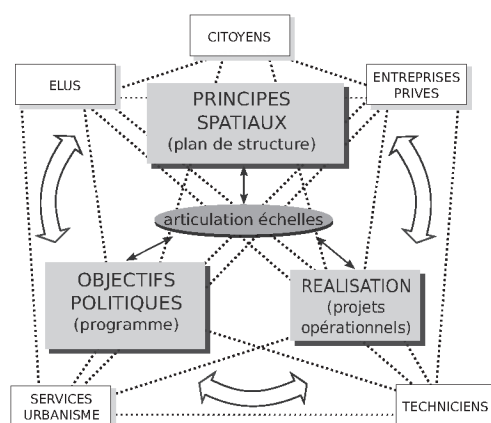 CITOYENS
ELUS
ENTREPRISES
PRIVES
PRINCIPES
SPATIAUX
(plan de structure)
articulation échelles
OBJECTIFS
POLITIQUES
(programme)
REALISATION
(projets
opérationnels)
SERVICES
URBANISME
TECHNICIENS